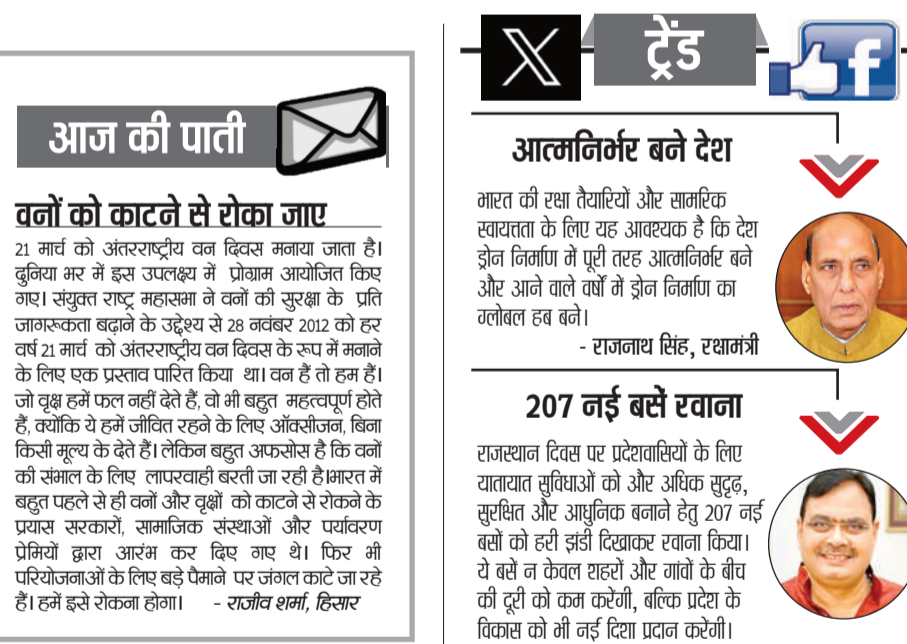 आज की पाती
वनों को काटने से रोका जाए
21 मार्च को अंतरराष्ट्रीय वन दिवस मनाया जाता है।
दुनिया भर में इस उपलक्ष्य में प्रोग्राम आयोजित किए
गए। संयुक्त राष्ट्र महासभा ने वनों की सुरक्षा के प्रति
जागरूकता बढ़ाने के उद्देश्य से 28 नवंबर 2012 को हर
वर्ष 21 मार्च को अंतरराष्ट्रीय वन दिवस के रूप में मनाने
के लिए एक प्रस्ताव पारित किया था। वन हैं तो हम हैं।
जो वृक्ष हमें फल नहीं देते हैं, वो भी बहुत महत्वपूर्ण होते
हैं, क्योंकि ये हमें जीवित रहने के लिए ऑक्सीजन, बिना
किसी मूल्य के देते हैं। लेकिन बहुत अफसोस है कि वनों
की संभाल के लिए लापरवाही बरती जा रही है।भारत में
बहुत पहले से ही वनों और वृक्षों को काटने से रोकने के
प्रयास सरकारों, सामाजिक संस्थाओं और पर्यावरण
प्रेमियों द्वारा आरंभ कर दिए गए थे। फिर भी
परियोजनाओं के लिए बड़े पैमाने पर जंगल काटे जा रहे
हैं। हमें इसे रोकना होगा। - राजीव शर्मा, हिसार
X ट्रेंड f
आत्मनिर्भर बने देश
भारत की रक्षा तैयारियों और सामरिक
स्वायत्तता के लिए यह आवश्यक है कि देश
ड्रोन निर्माण में पूरी तरह आत्मनिर्भर बने
और आने वाले वर्षों में ड्रोन निर्माण का
ग्लोबल हब बने।
- राजनाथ सिंह, रक्षामंत्री
207 नई बसें रवाना
राजस्थान दिवस पर प्रदेशवासियों के लिए
यातायात सुविधाओं को और अधिक सुदृढ़,
सुरक्षित और आधुनिक बनाने हेतु 207 नई
बसों को हरी झंडी दिखाकर रवाना किया।
ये बसें न केवल शहरों और गांवों के बीच
की दूरी को कम करेंगी, बल्कि प्रदेश के
विकास को भी नई दिशा प्रदान करेंगी।